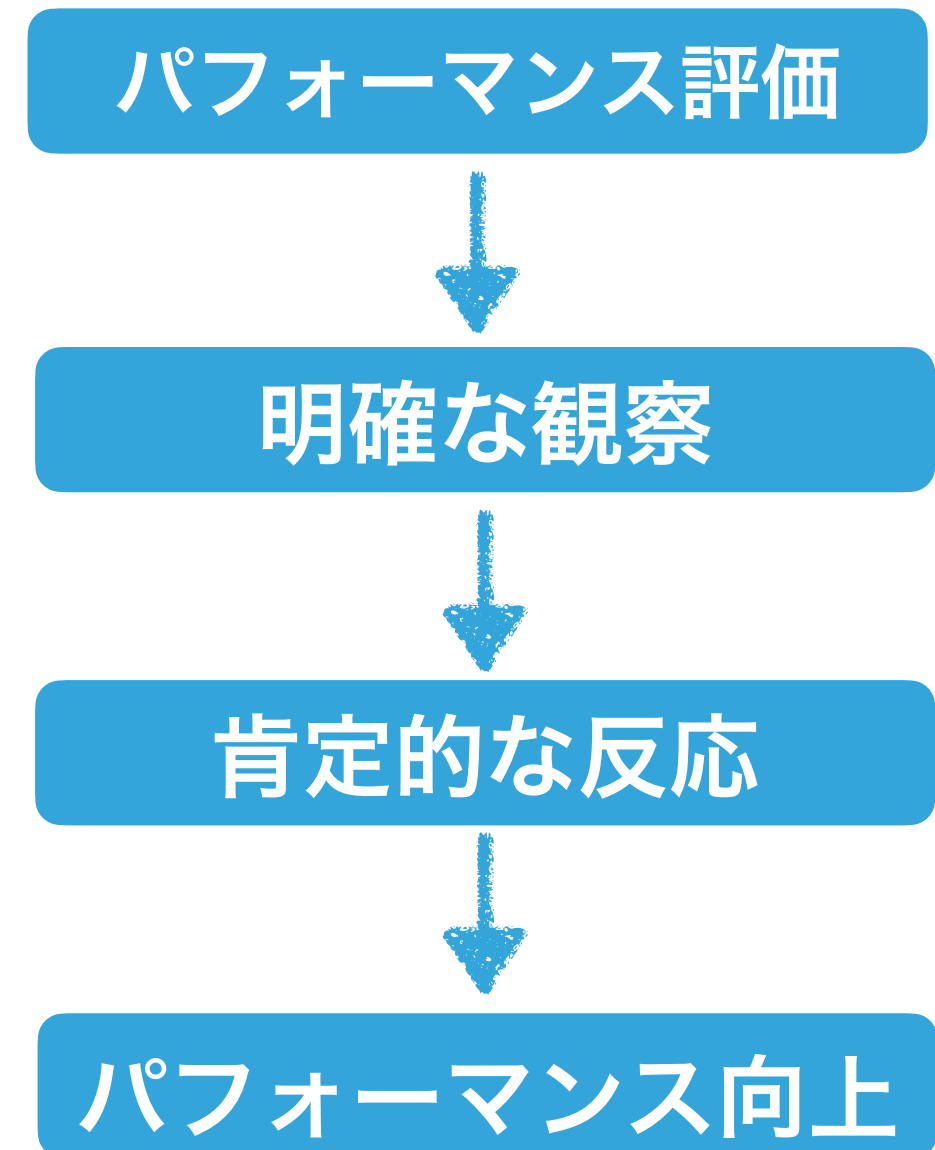 パフォーマンス評価
明確な観察
肯定的な反応
パフォーマンス向上